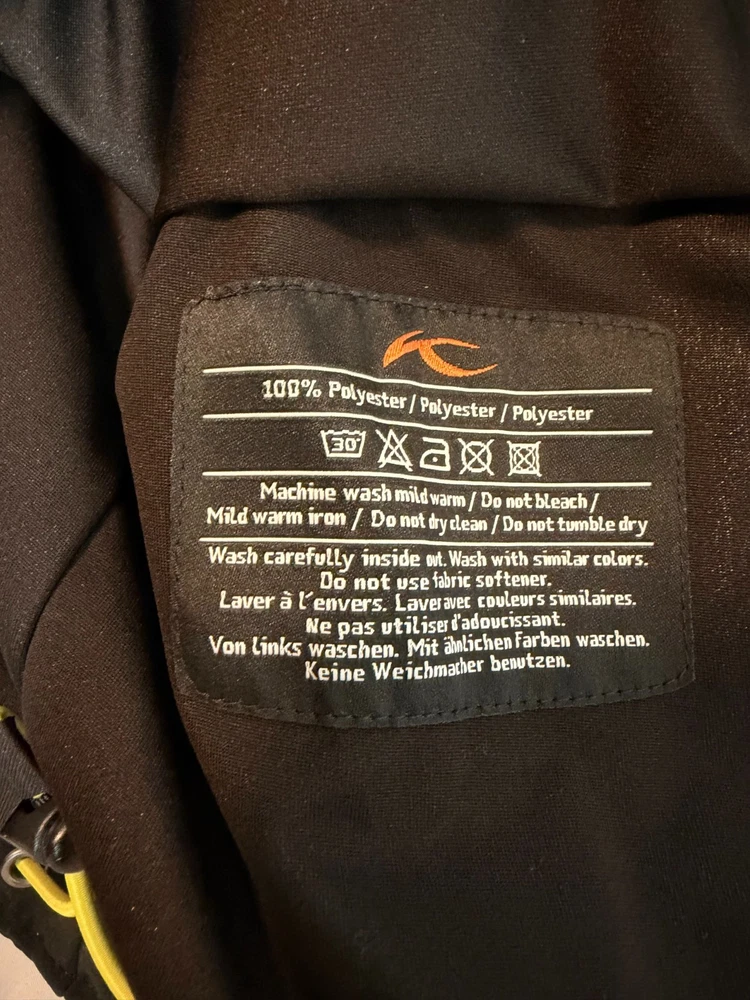 100% Polyester / Polyester / Polyester
30°
Machine wash mild warm / Do not bleach /
Mild warm iron / Do not dry clean / Do not tumble dry
Wash carefully inside out. Wash with similar colors.
Do not use fabric softener.
Laver à l'envers. Laver avec couleurs similaires.
Ne pas utiliser d'adoucissant.
Von links waschen. Mit ähnlichen Farben waschen.
Keine Weichmacher benutzen.